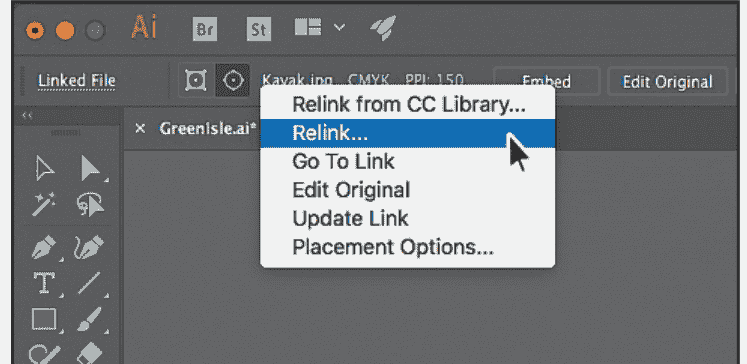 Ai Br St
Linked File Kayak.jpg CMYK PPI: 150 Embed Edit Original
× GreenIsle.ai*
Relink from CC Library...
Relink...
Go To Link
Edit Original
Update Link
Placement Options...